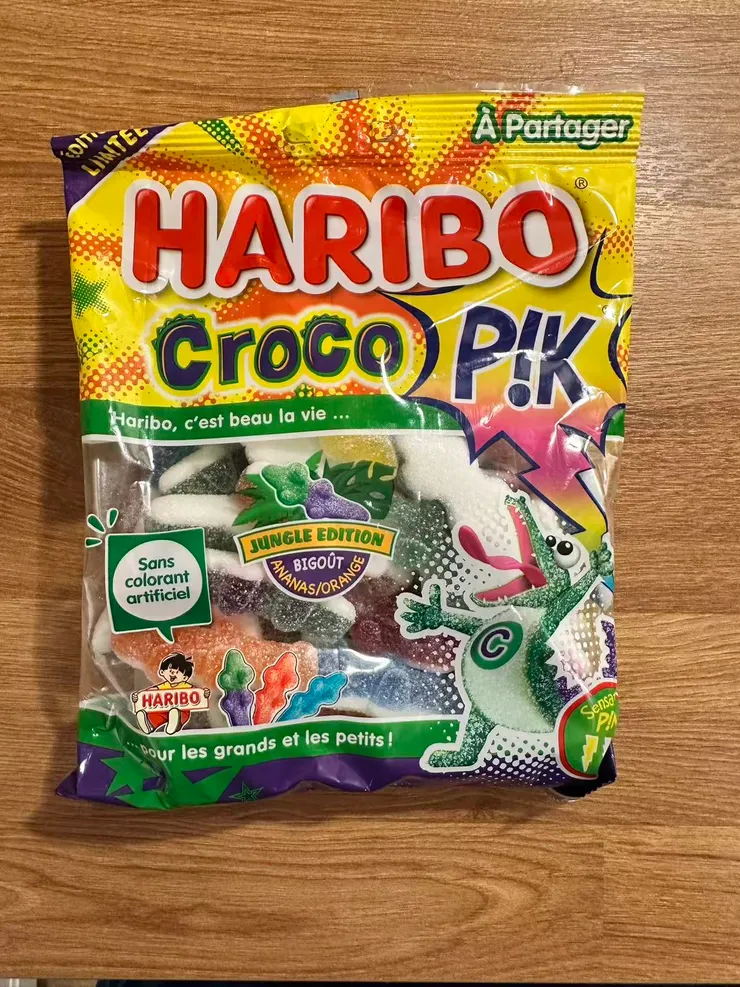 LIMITÉE
À Partager
HARIBO®
Croco
P!K
Haribo, c'est beau la vie ...
JUNGLE EDITION
BIGOÛT
ANANAS/ORANGE
Sans
colorant
artificiel
C
HARIBO
...pour les grands et les petits !